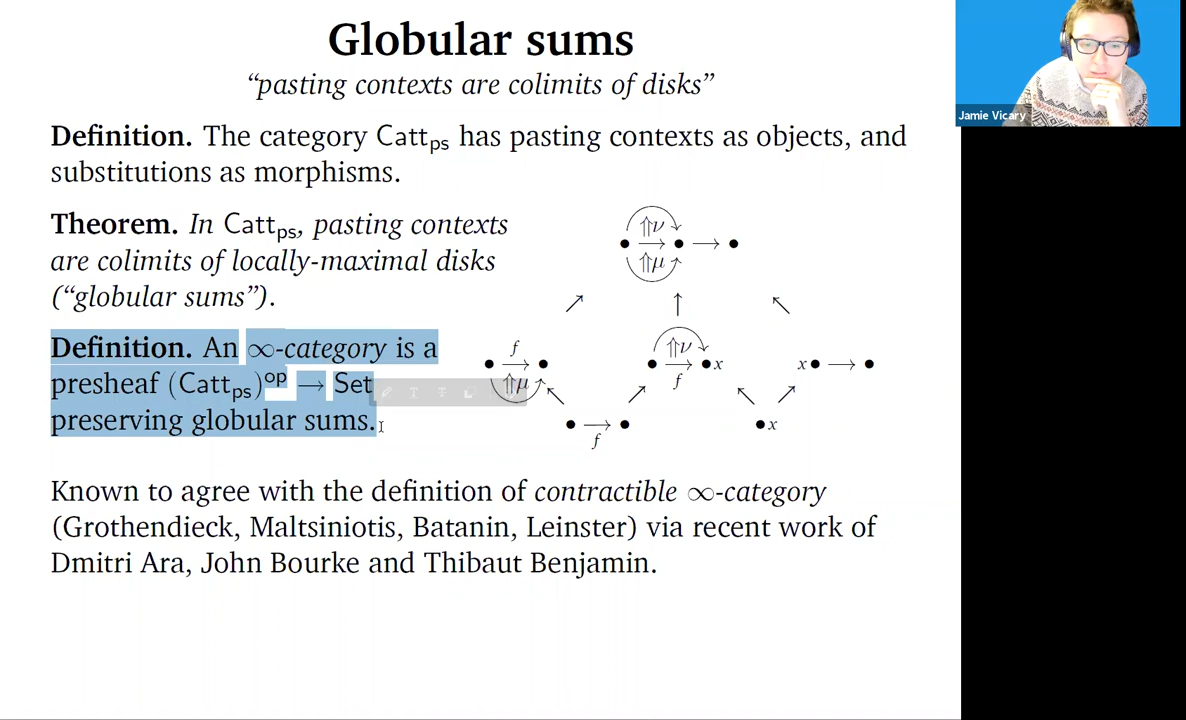 Globular sums
“pasting contexts are colimits of disks”
Definition. The category Catt_ps has pasting contexts as objects, and
substitutions as morphisms.
Theorem. In Catt_ps, pasting contexts
are colimits of locally-maximal disks
(“globular sums”).
Definition. An ∞-category is a
presheaf (Catt_ps)^op → Set
preserving globular sums.
⇑ν
• → • → •
⇑μ
↗ ↑ ↖
f
• → •
⇑μ
⇑ν
• → • x
f
x • → •
↖ ↗ ↖ ↗
• → •
f
• x
Known to agree with the definition of contractible ∞-category
(Grothendieck, Maltsiniotis, Batanin, Leinster) via recent work of
Dmitri Ara, John Bourke and Thibaut Benjamin.
Jamie Vicary